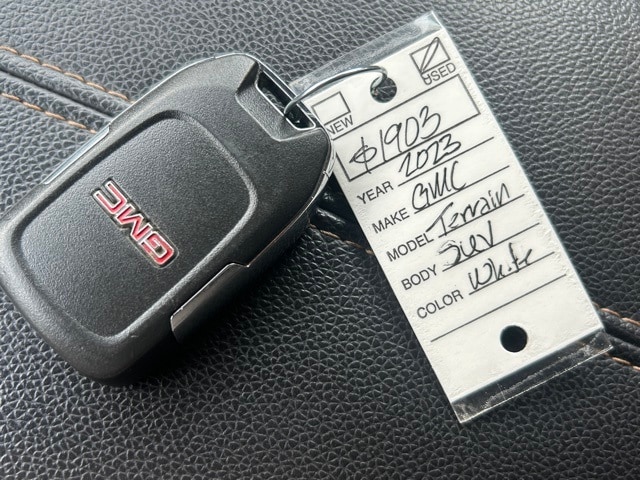 GMC
USED
NEW
$1903
YEAR 2023
MAKE GMC
MODEL Terrain
BODY SUV
COLOR White